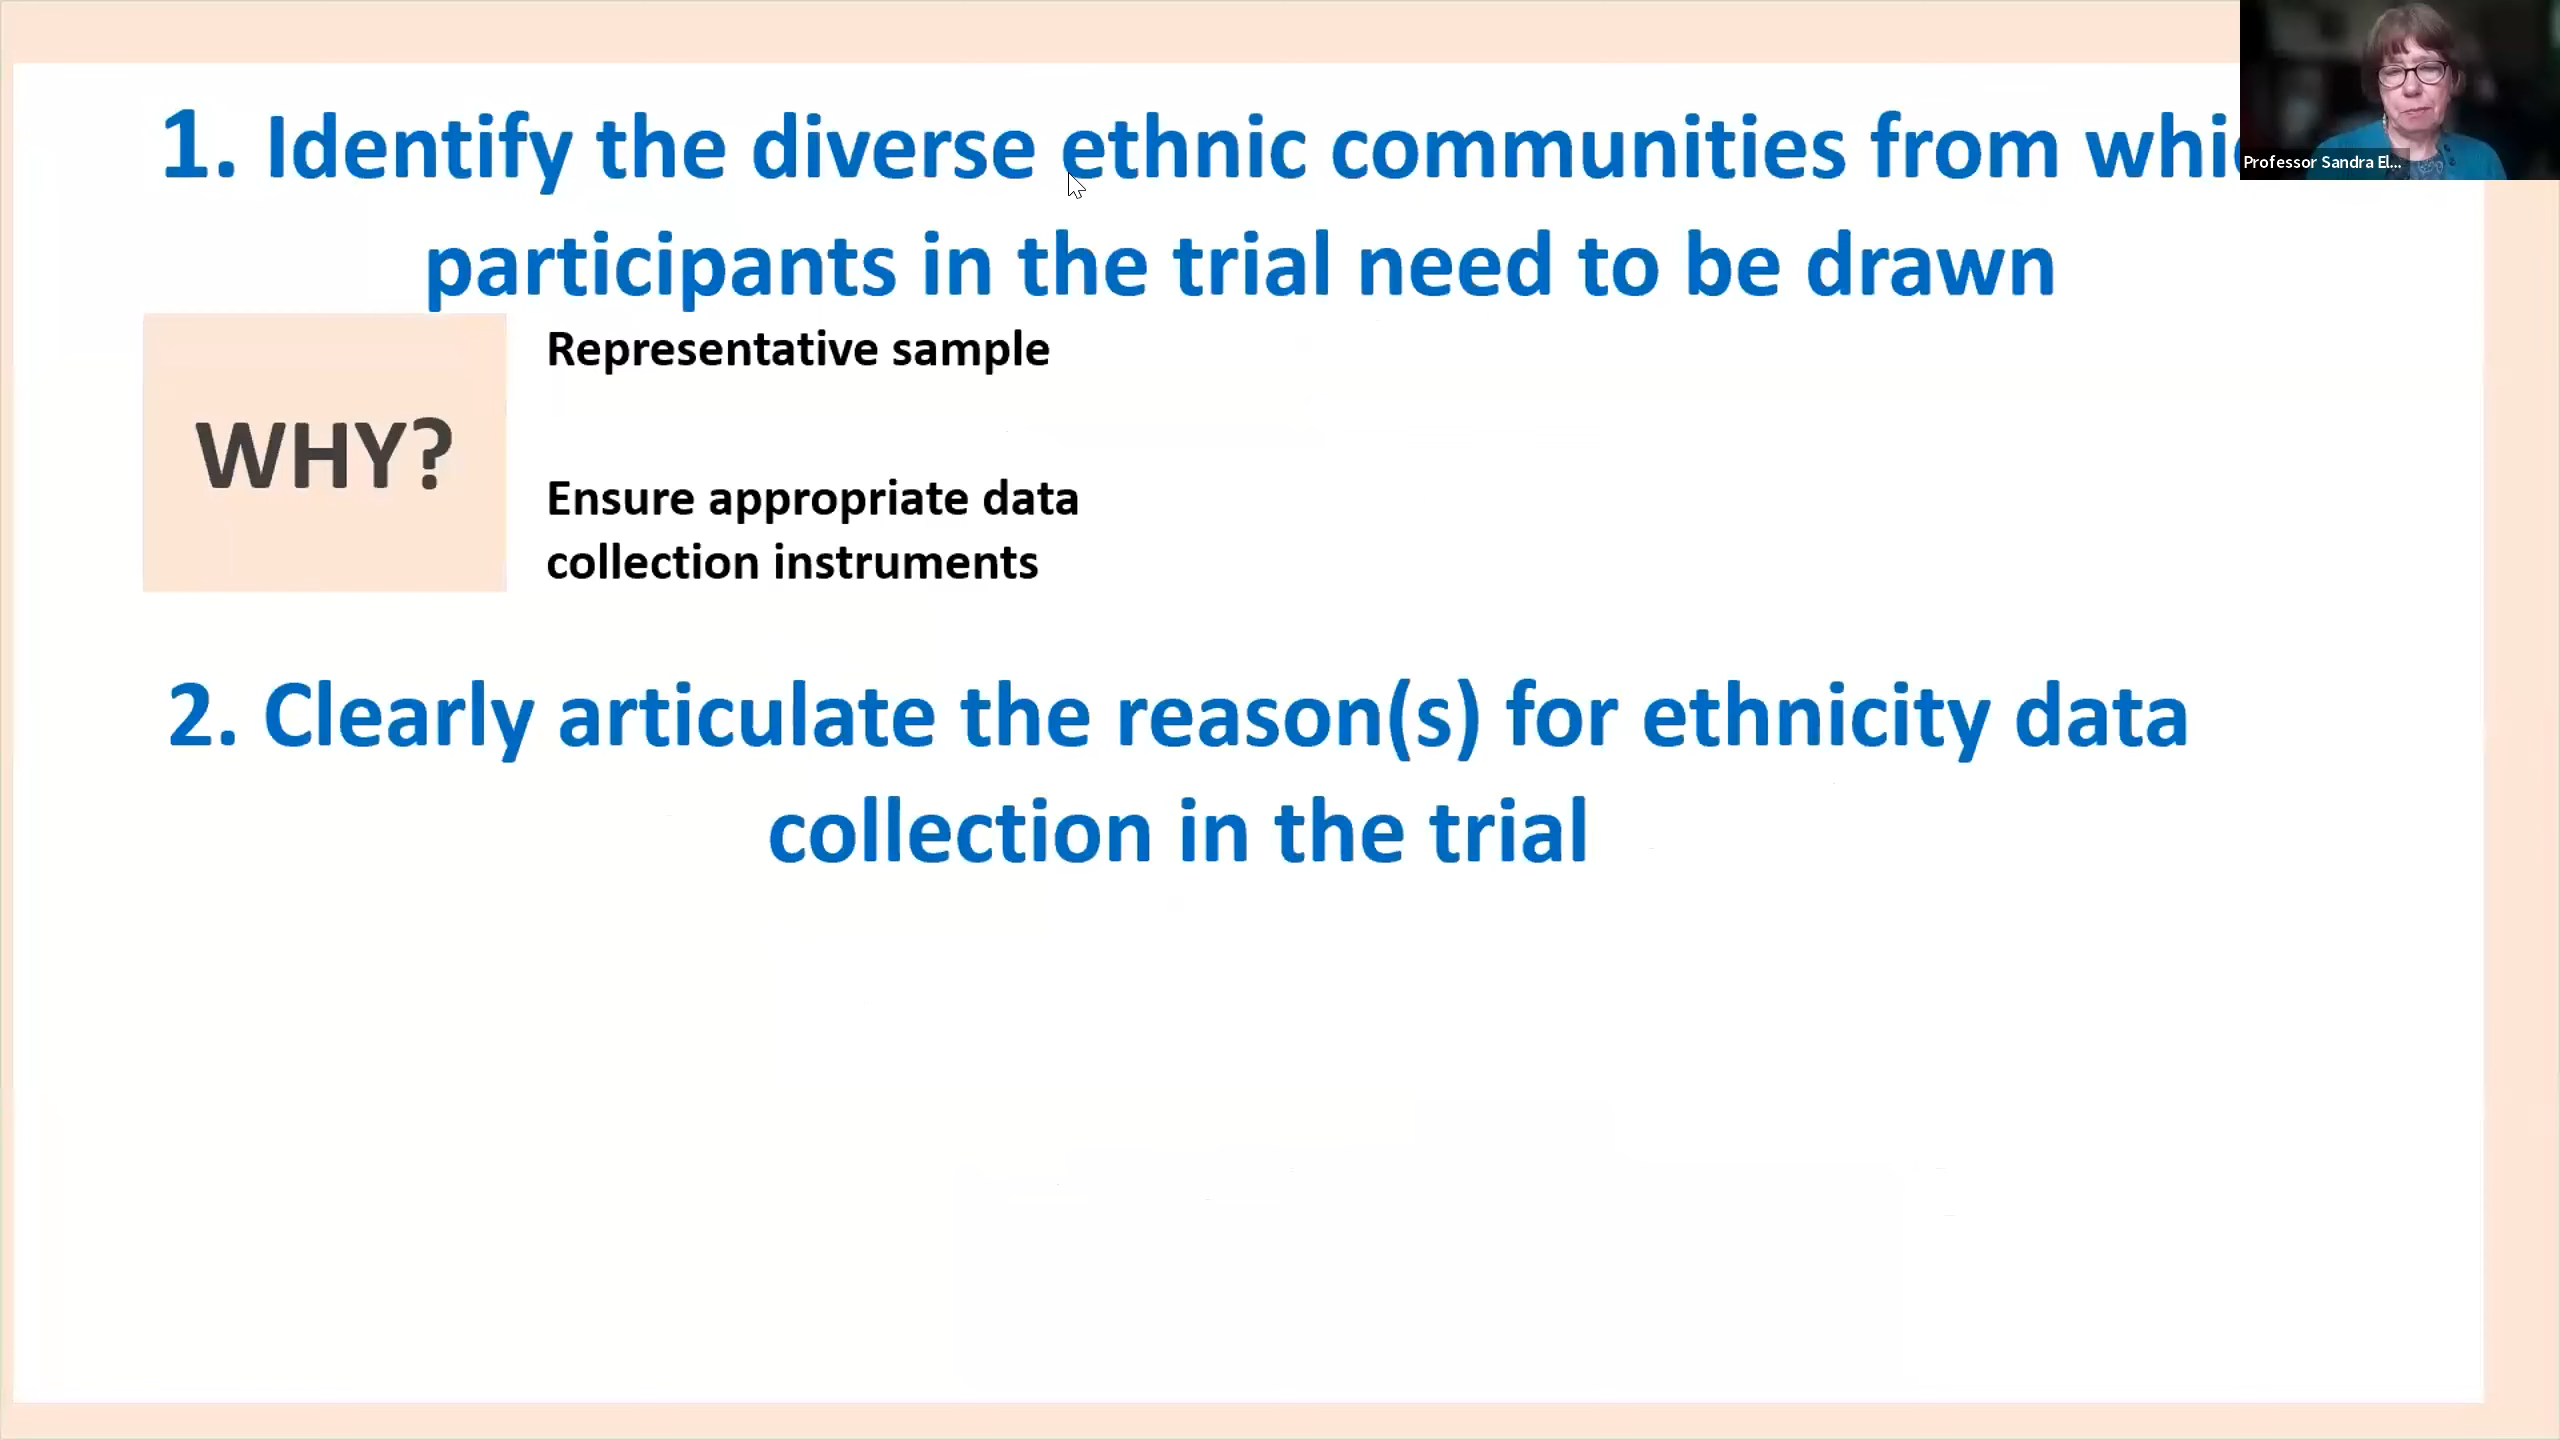 1. Identify the diverse ethnic communities from
participants in the trial need to be drawn
WHY?
Representative sample
Ensure appropriate data
collection instruments
2. Clearly articulate the reason(s) for ethnicity data
collection in the trial
Professor Sandra El...